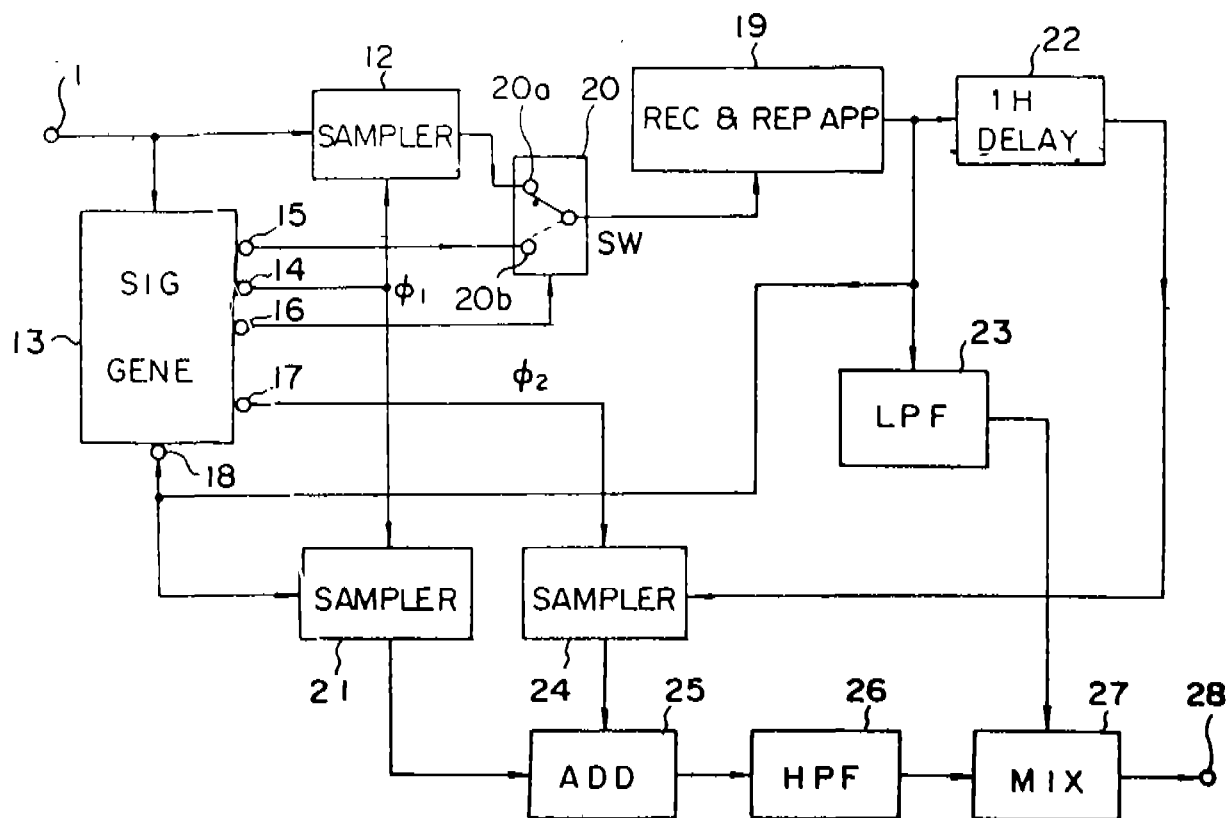 1
12
SAMPLER
20a
20
19
REC & REP APP
22
1H
DELAY
15
14
16
17
18
13
SIG
GENE
SW
20b
ϕ1
ϕ2
23
LPF
SAMPLER
21
SAMPLER
24
25
ADD
26
HPF
27
MIX
28